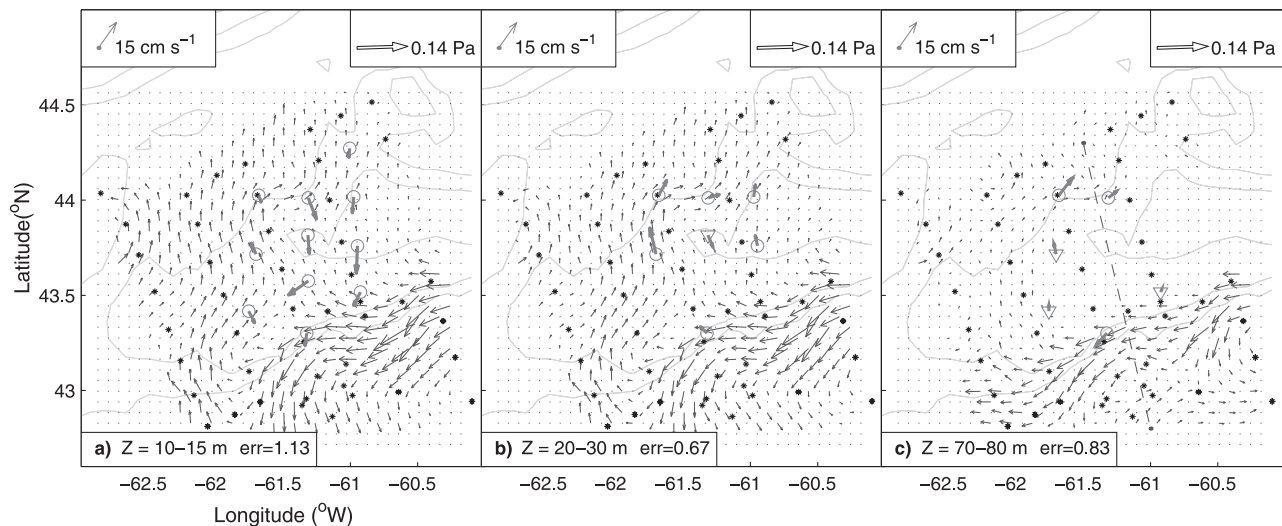 15 cm s⁻¹ 0.14 Pa 15 cm s⁻¹ 0.14 Pa 15 cm s⁻¹ 0.14 Pa
44.5
44
43.5
43
Latitude(°N)
a) Z = 10−15 m err=1.13 b) Z = 20−30 m err=0.67 c) Z = 70−80 m err=0.83
−62.5 −62 −61.5 −61 −60.5 −62.5 −62 −61.5 −61 −60.5 −62.5 −62 −61.5 −61 −60.5
Longitude (°W)